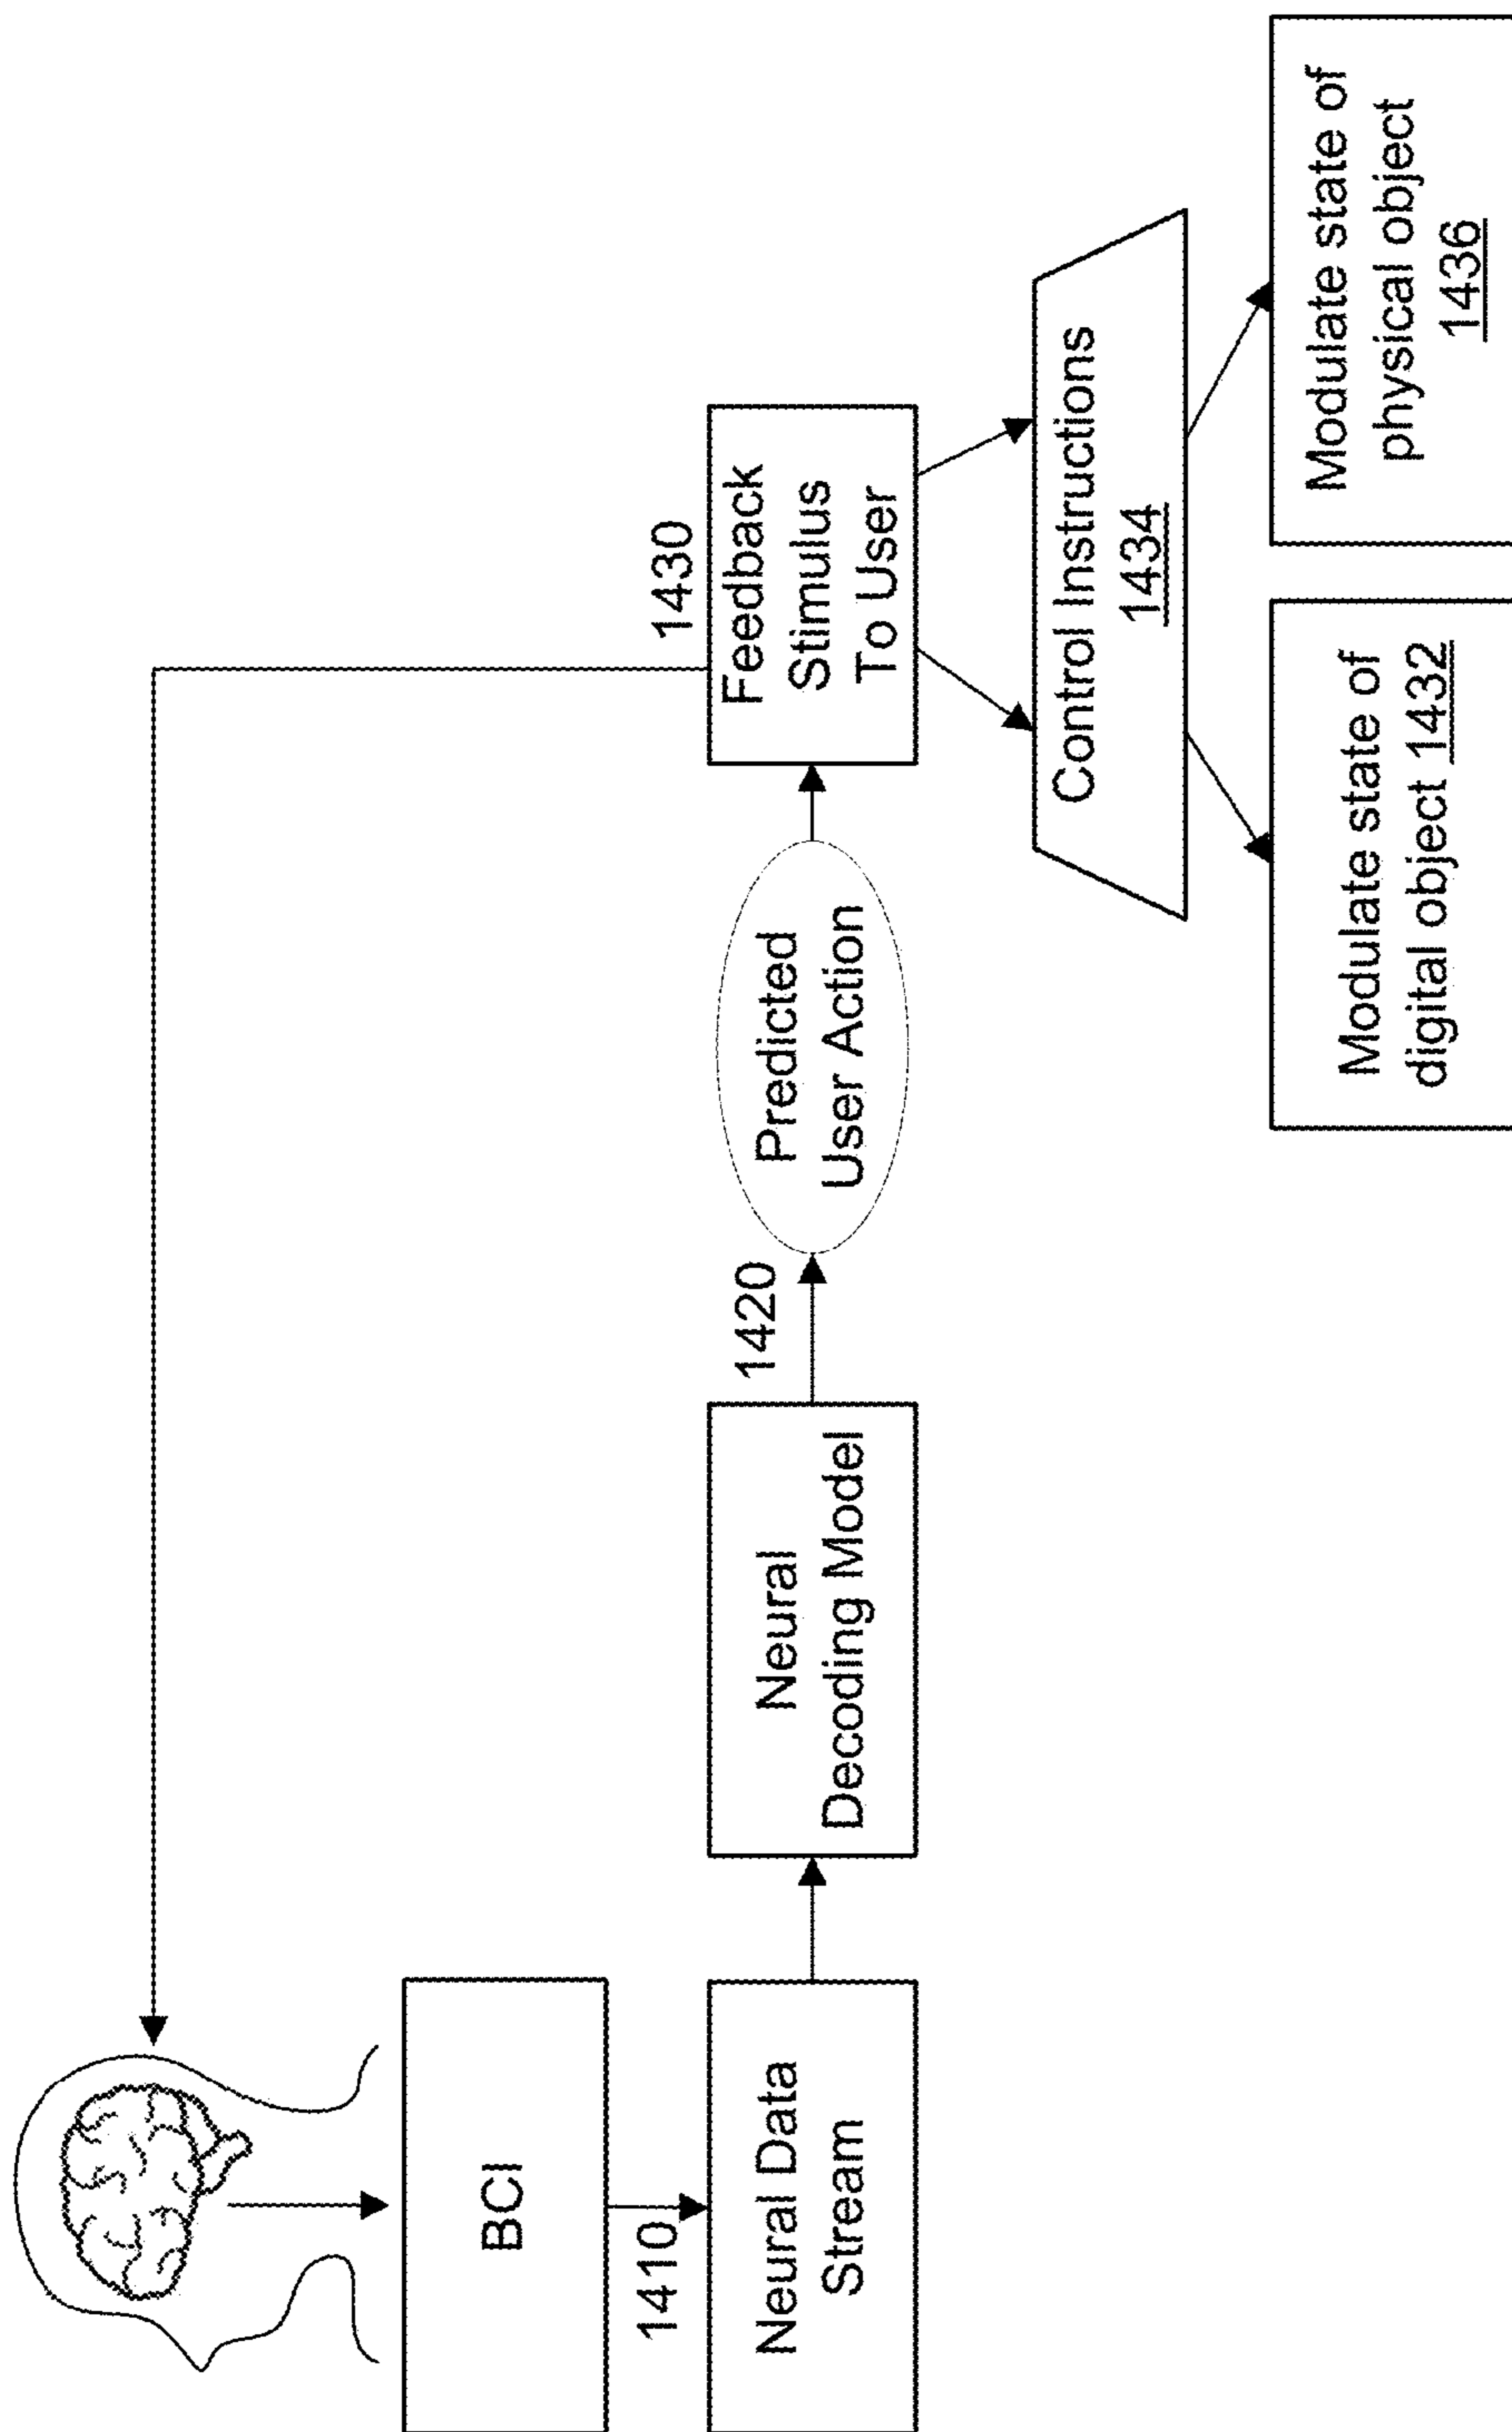 BCI
1410
Neural Data
Stream
Neural
Decoding Model
1420
Predicted
User Action
1430
Feedback
Stimulus
To User
Control Instructions
1434
Modulate state of
digital object 1432
Modulate state of
physical object
1436